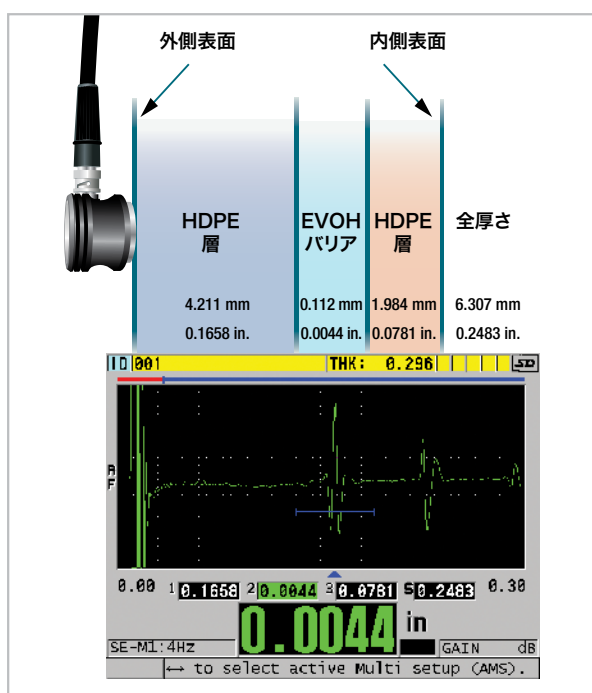 外側表面 内側表面
HDPE EVOH HDPE 全厚さ
層 バリア 層
4.211 mm 0.112 mm 1.984 mm 6.307 mm
0.1658 in. 0.0044 in. 0.0781 in. 0.2483 in.
ID 001 THK: 0.296 SD
A
F
0.00 1 0.1658 2 0.0044 3 0.0781 S 0.2483 0.30
0.0044 in
SE-M1:4Hz GAIN dB
↔ to select active Multi setup (AMS).